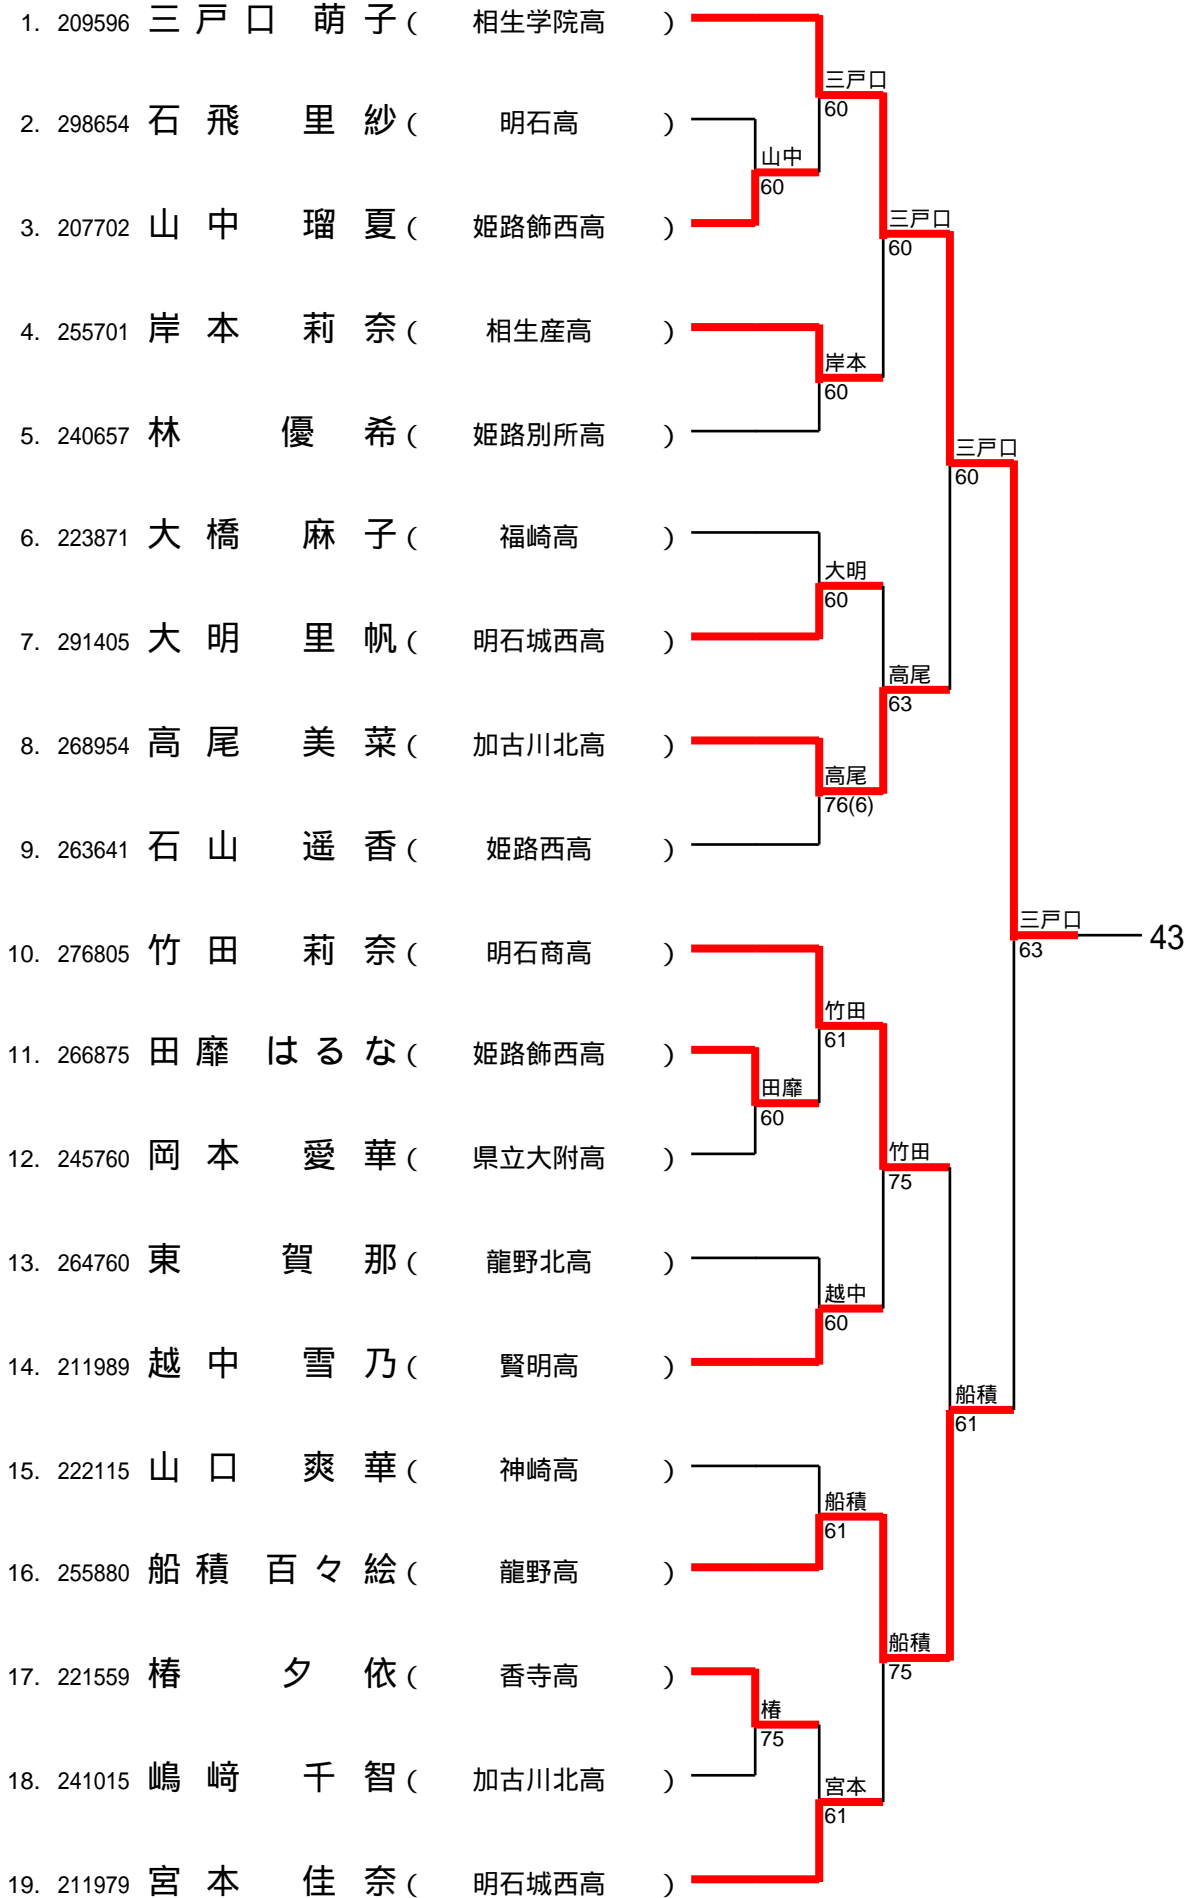 1. 209596 三戸口 萌子 ( 相生学院高 )
三戸口
60
2. 298654 石飛 里紗 ( 明石高 )
山中
60
3. 207702 山中 瑠夏 ( 姫路飾西高 )
三戸口
60
4. 255701 岸本 莉奈 ( 相生産高 )
岸本
60
5. 240657 林 優希 ( 姫路別所高 )
三戸口
60
6. 223871 大橋 麻子 ( 福崎高 )
大明
60
7. 291405 大明 里帆 ( 明石城西高 )
高尾
63
8. 268954 高尾 美菜 ( 加古川北高 )
高尾
76(6)
9. 263641 石山 遥香 ( 姫路西高 )
三戸口
63
43
10. 276805 竹田 莉奈 ( 明石商高 )
竹田
61
11. 266875 田靡 はるな ( 姫路飾西高 )
田靡
60
12. 245760 岡本 愛華 ( 県立大附高 )
竹田
75
13. 264760 東 賀那 ( 龍野北高 )
越中
60
14. 211989 越中 雪乃 ( 賢明高 )
船積
61
15. 222115 山口 爽華 ( 神崎高 )
船積
61
16. 255880 船積 百々絵 ( 龍野高 )
船積
75
17. 221559 椿 夕依 ( 香寺高 )
椿
75
18. 241015 嶋﨑 千智 ( 加古川北高 )
宮本
61
19. 211979 宮本 佳奈 ( 明石城西高 )